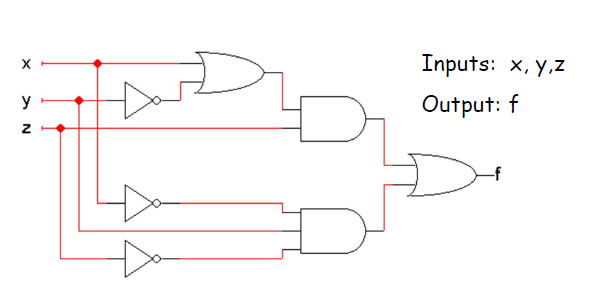 x
y
z
Inputs: x, y,z
Output: f
f